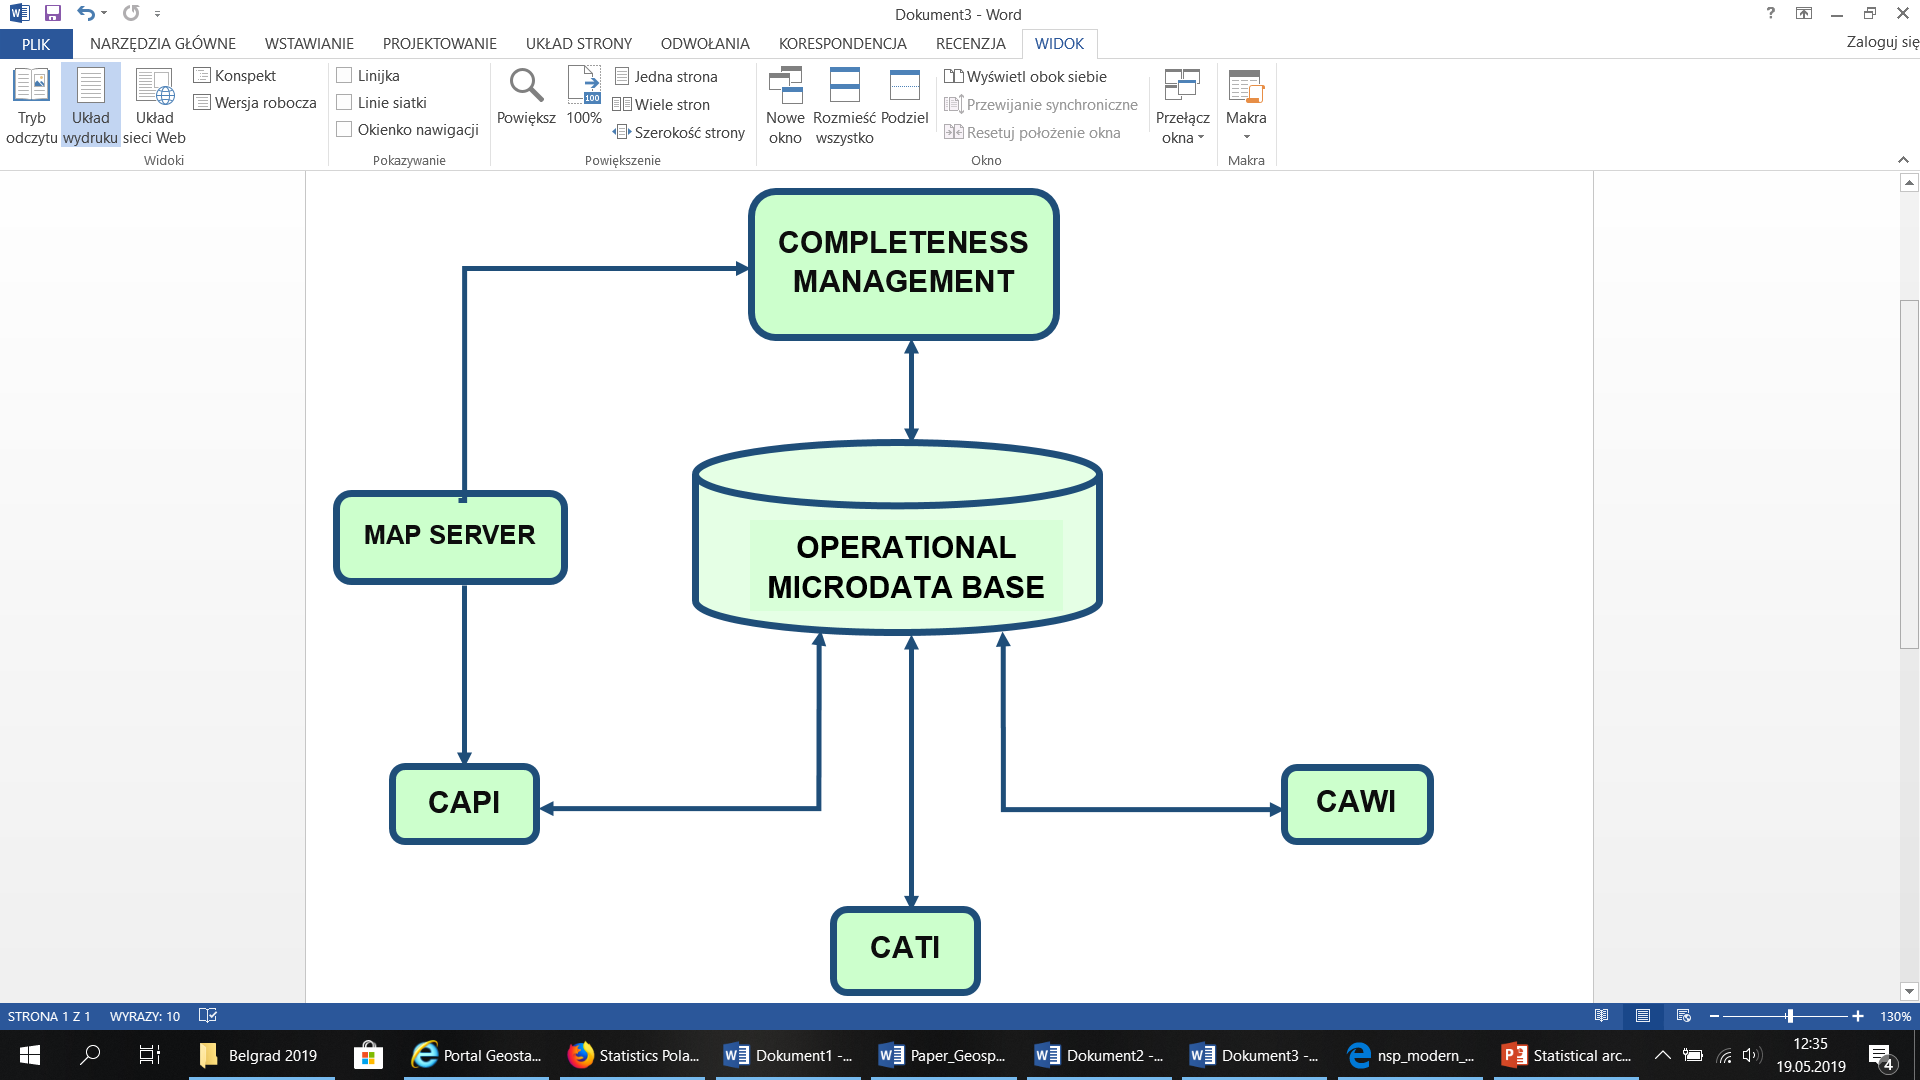 Dokument3 - Word
?
PLIK
NARZĘDZIA GŁÓWNE
WSTAWIANIE
PROJEKTOWANIE
UKŁAD STRONY
ODWOŁANIA
KORESPONDENCJA
RECENZJA
WIDOK
Zaloguj się
Tryb
odczytu
Układ
wydruku
Układ
sieci Web
Konspekt
Wersja robocza
Widoki
Linijka
Linie siatki
Okienko nawigacji
Pokazywanie
Powiększ
100
100%
Jedna strona
Wiele stron
Szerokość strony
Powiększenie
Nowe
okno
Rozmieść
wszystko
Podziel
Wyświetl obok siebie
Przewijanie synchroniczne
Resetuj położenie okna
Przełącz
okna
Okno
Makra
Makra
COMPLETENESS
MANAGEMENT
MAP SERVER
OPERATIONAL
MICRODATA BASE
CAPI
CAWI
CATI
STRONA 1 Z 1
WYRAZY: 10
130%
Belgrad 2019
Portal Geosta...
Statistics Pola...
Dokument1 -...
Paper_Geosp...
Dokument2 -...
Dokument3 -...
nsp_modern_...
Statistical arc...
12:35
19.05.2019
4